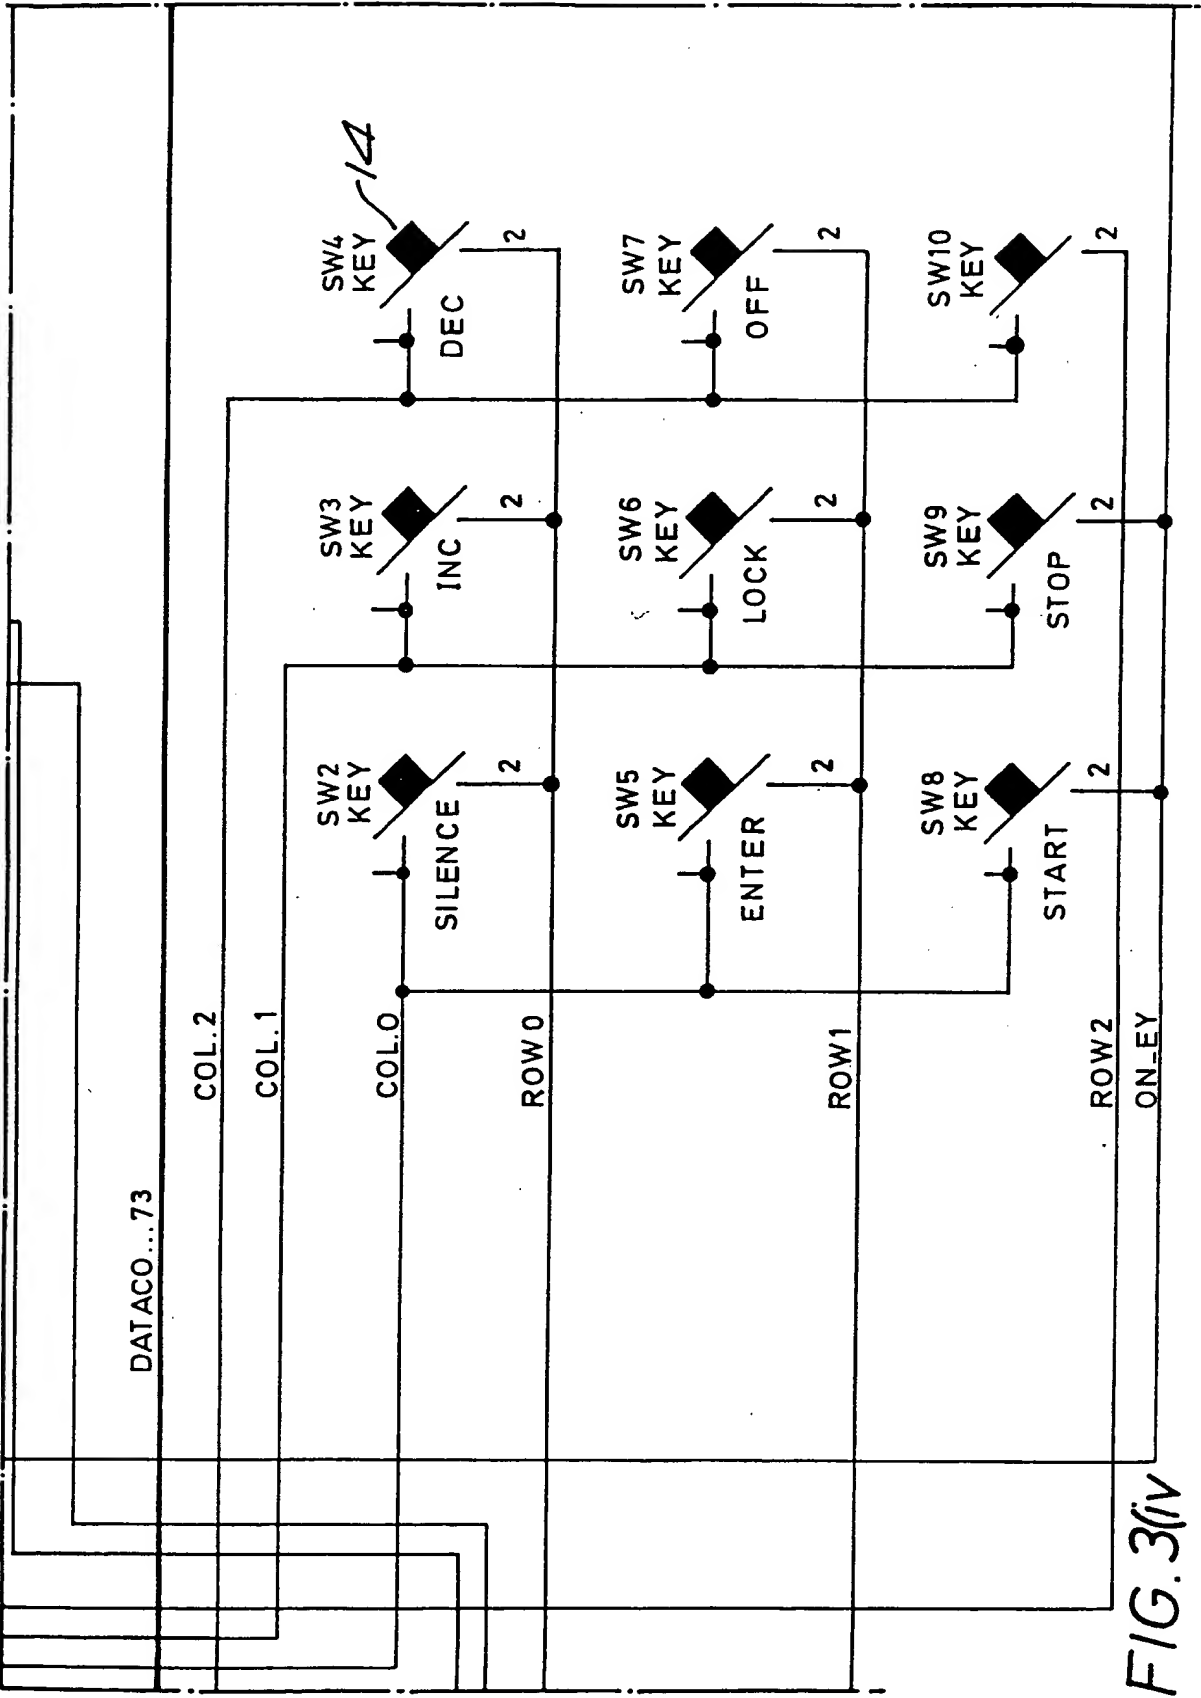 DATACO...73
COL.2
COL.1
COL.0
ROW 0
ROW1
ROW2
ON_EY
SW2
KEY
SILENCE
2
SW3
KEY
INC
2
SW4
KEY
DEC
2
14
SW5
KEY
ENTER
2
SW6
KEY
LOCK
2
SW7
KEY
OFF
2
SW8
KEY
START
2
SW9
KEY
STOP
2
SW10
KEY
2
FIG. 3(iv